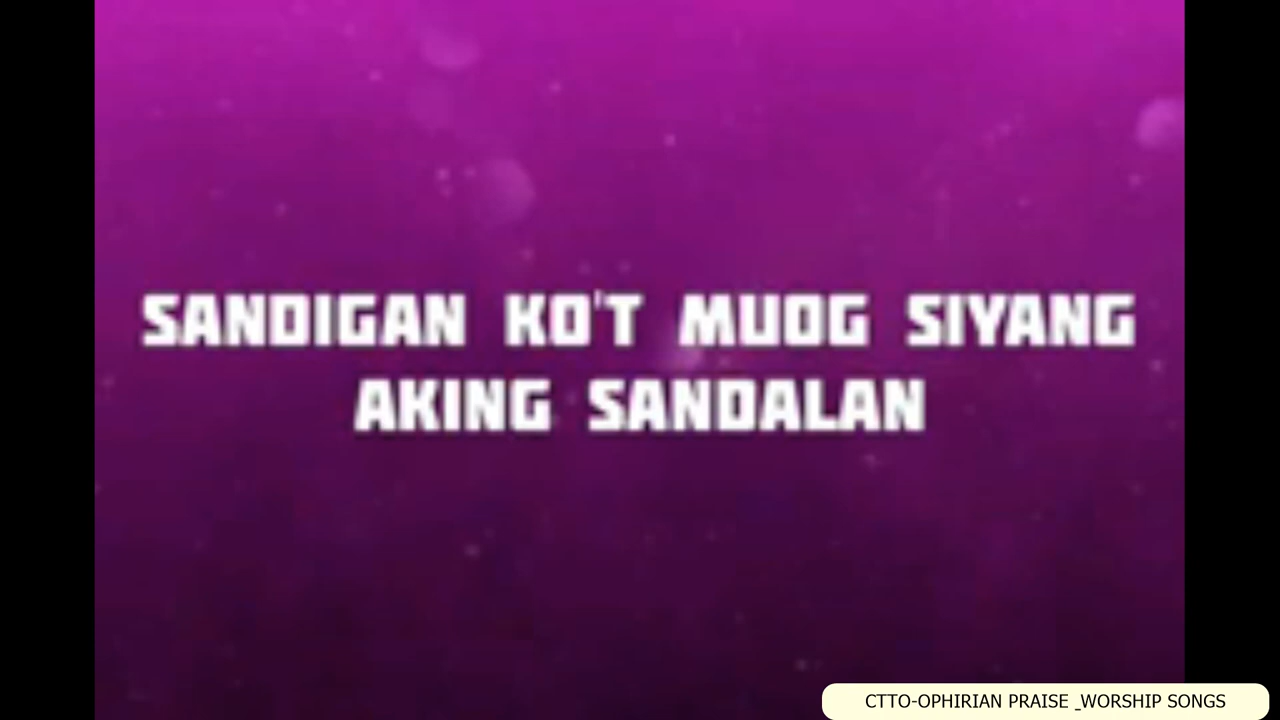 SANDIGAN KO'T MUOG SIYANG
AKING SANDALAN
CTTO-OPHIRIAN PRAISE _WORSHIP SONGS